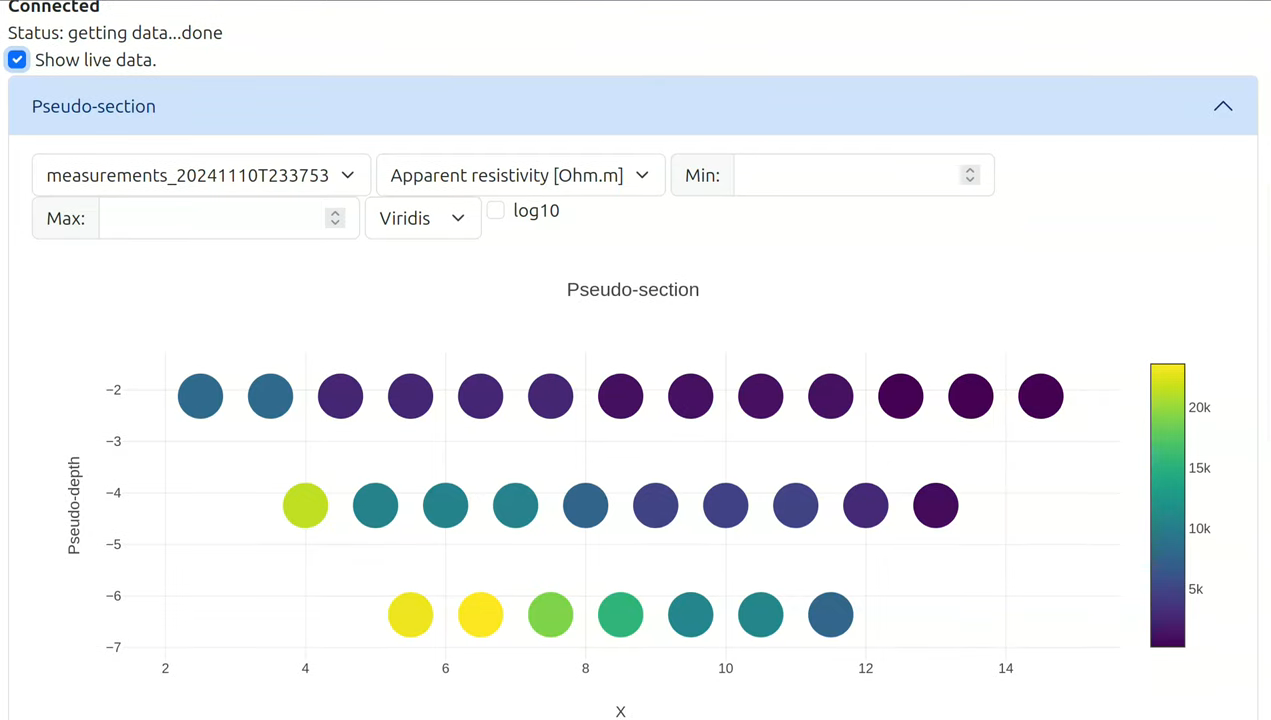 Connected
Status: getting data...done
Show live data.
Pseudo-section
measurements_20241110T233753 Apparent resistivity [Ohm.m] Min:
Max: Viridis log10
Pseudo-section
−2
−3
−4
−5
−6
−7
Pseudo-depth
2 4 6 8 10 12 14
X
20k
15k
10k
5k